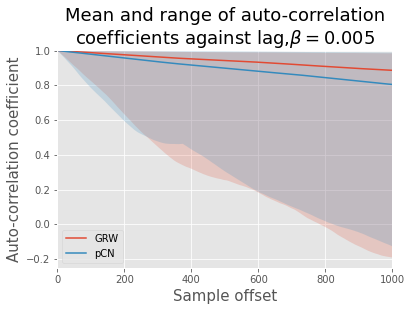 Mean and range of auto-correlation
coefficients against lag,β = 0.005
Auto-correlation coefficient
1.0
0.8
0.6
0.4
0.2
0.0
−0.2
GRW
pCN
0
200
400
600
800
1000
Sample offset